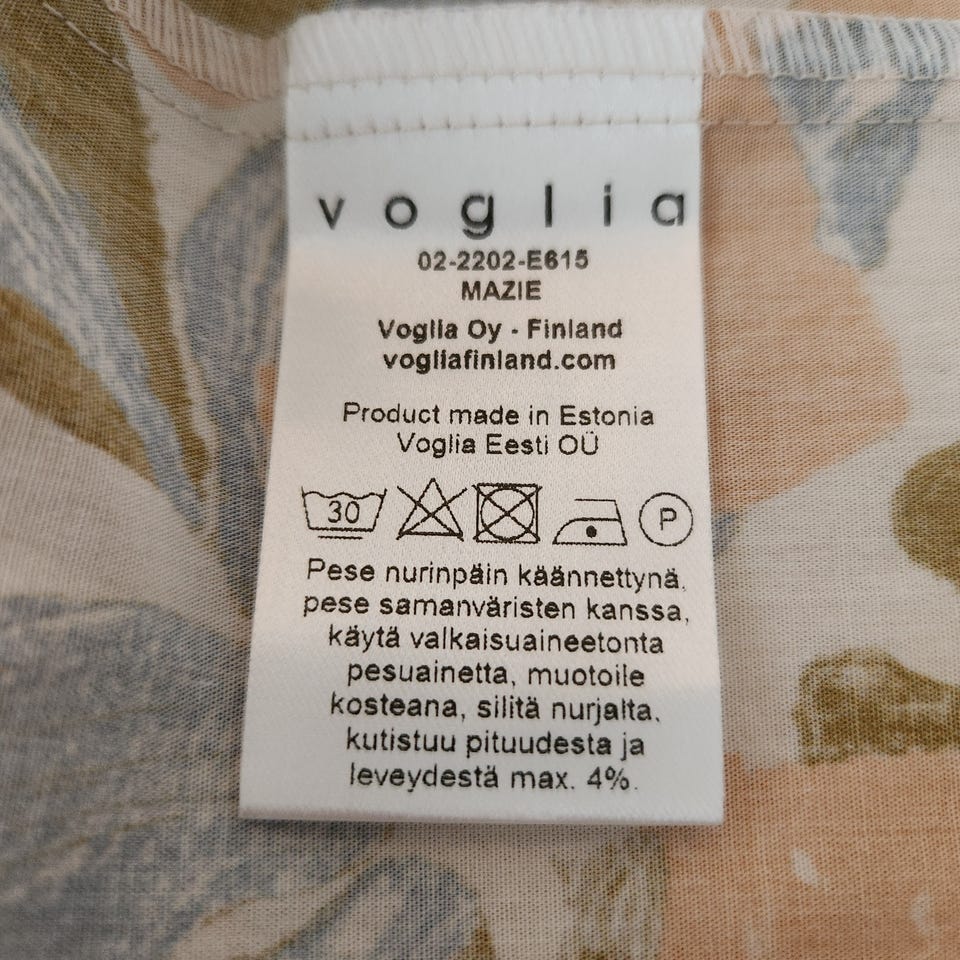 voglia
02-2202-E615
MAZIE
Voglia Oy - Finland
vogliafinland.com
Product made in Estonia
Voglia Eesti OÜ
30 P
Pese nurinpäin käännettynä,
pese samanväristen kanssa,
käytä valkaisuaineetonta
pesuainetta, muotoile
kosteana, silitä nurjalta.
kutistuu pituudesta ja
leveydestä max. 4%.